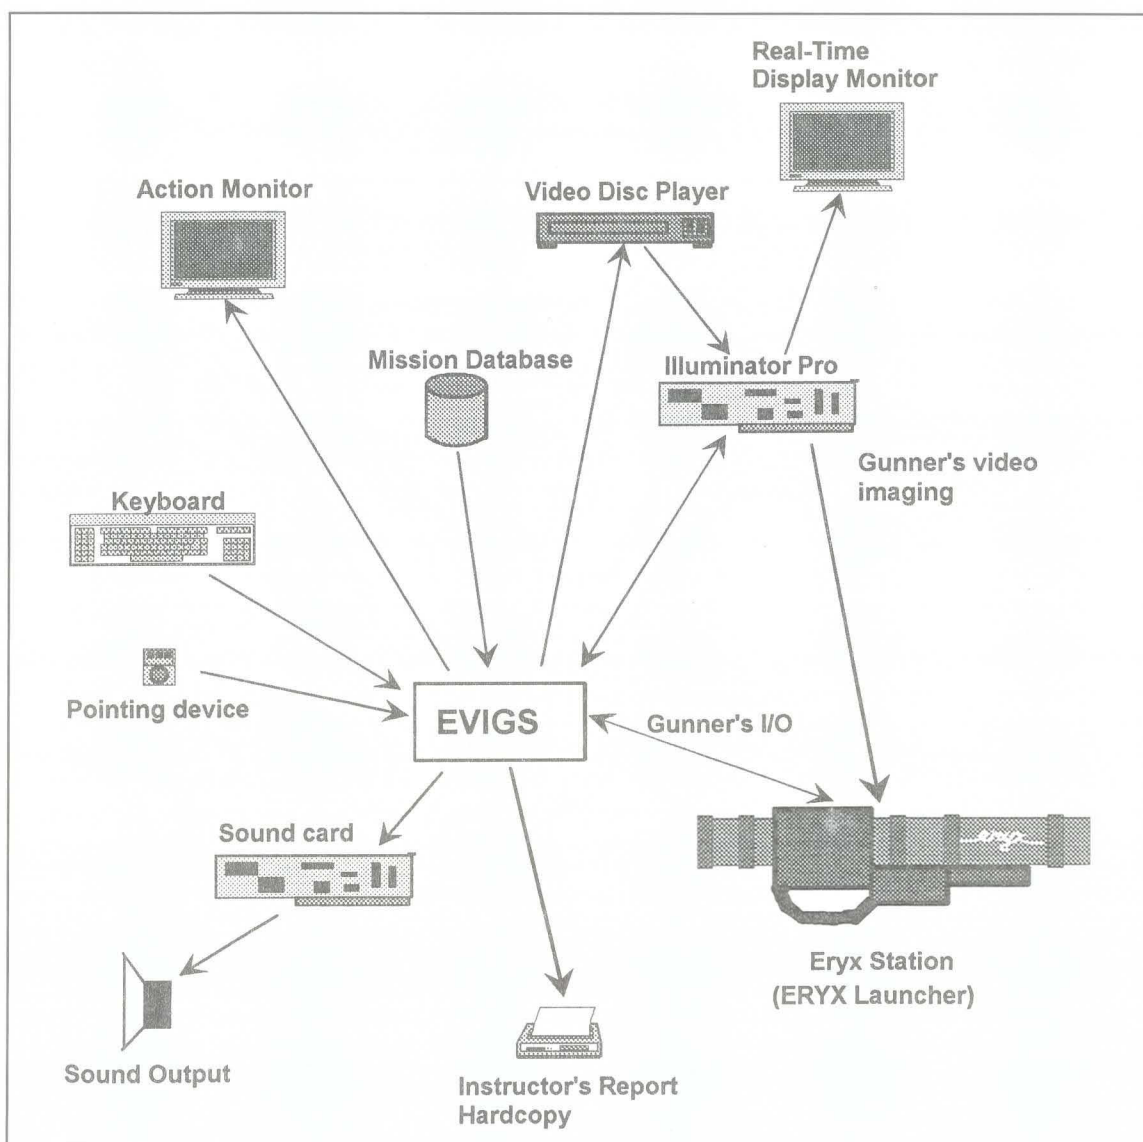 Real-Time
Display Monitor
Action Monitor
Video Disc Player
Mission Database
Illuminator Pro
Gunner's video
imaging
Keyboard
Pointing device
EVIGS
Gunner's I/O
Sound card
eryx
Eryx Station
(ERYX Launcher)
Sound Output
Instructor's Report
Hardcopy